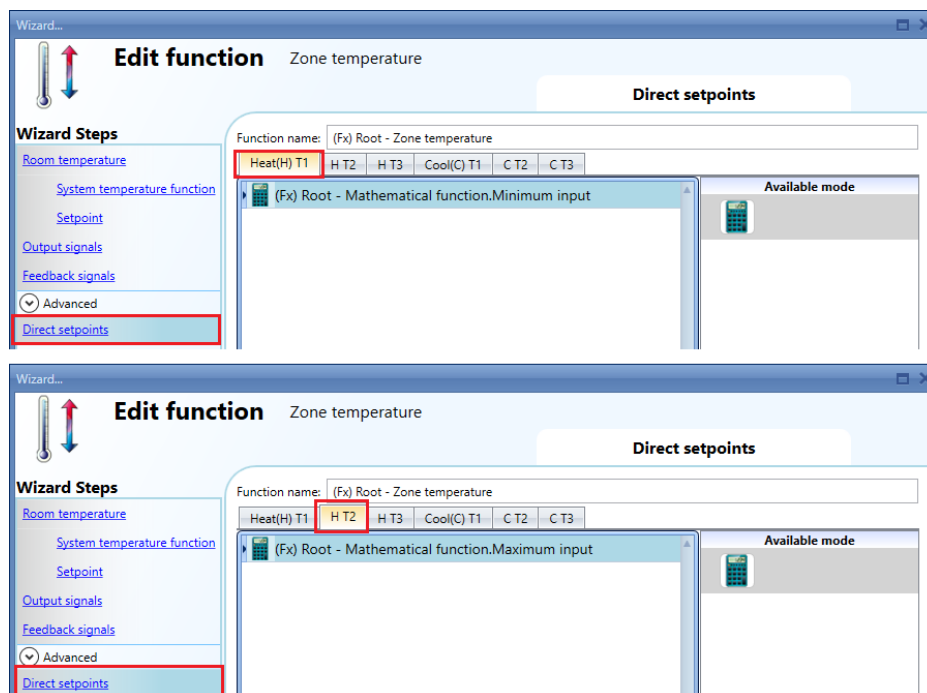 Wizard...
Edit function Zone temperature
Direct setpoints
Wizard Steps
Function name: (Fx) Root - Zone temperature
Room temperature
Heat(H) T1 H T2 H T3 Cool(C) T1 C T2 C T3
System temperature function
(Fx) Root - Mathematical function.Minimum input
Available mode
Setpoint
Output signals
Feedback signals
Advanced
Direct setpoints
Wizard...
Edit function Zone temperature
Direct setpoints
Wizard Steps
Function name: (Fx) Root - Zone temperature
Room temperature
Heat(H) T1 H T2 H T3 Cool(C) T1 C T2 C T3
System temperature function
(Fx) Root - Mathematical function.Maximum input
Available mode
Setpoint
Output signals
Feedback signals
Advanced
Direct setpoints